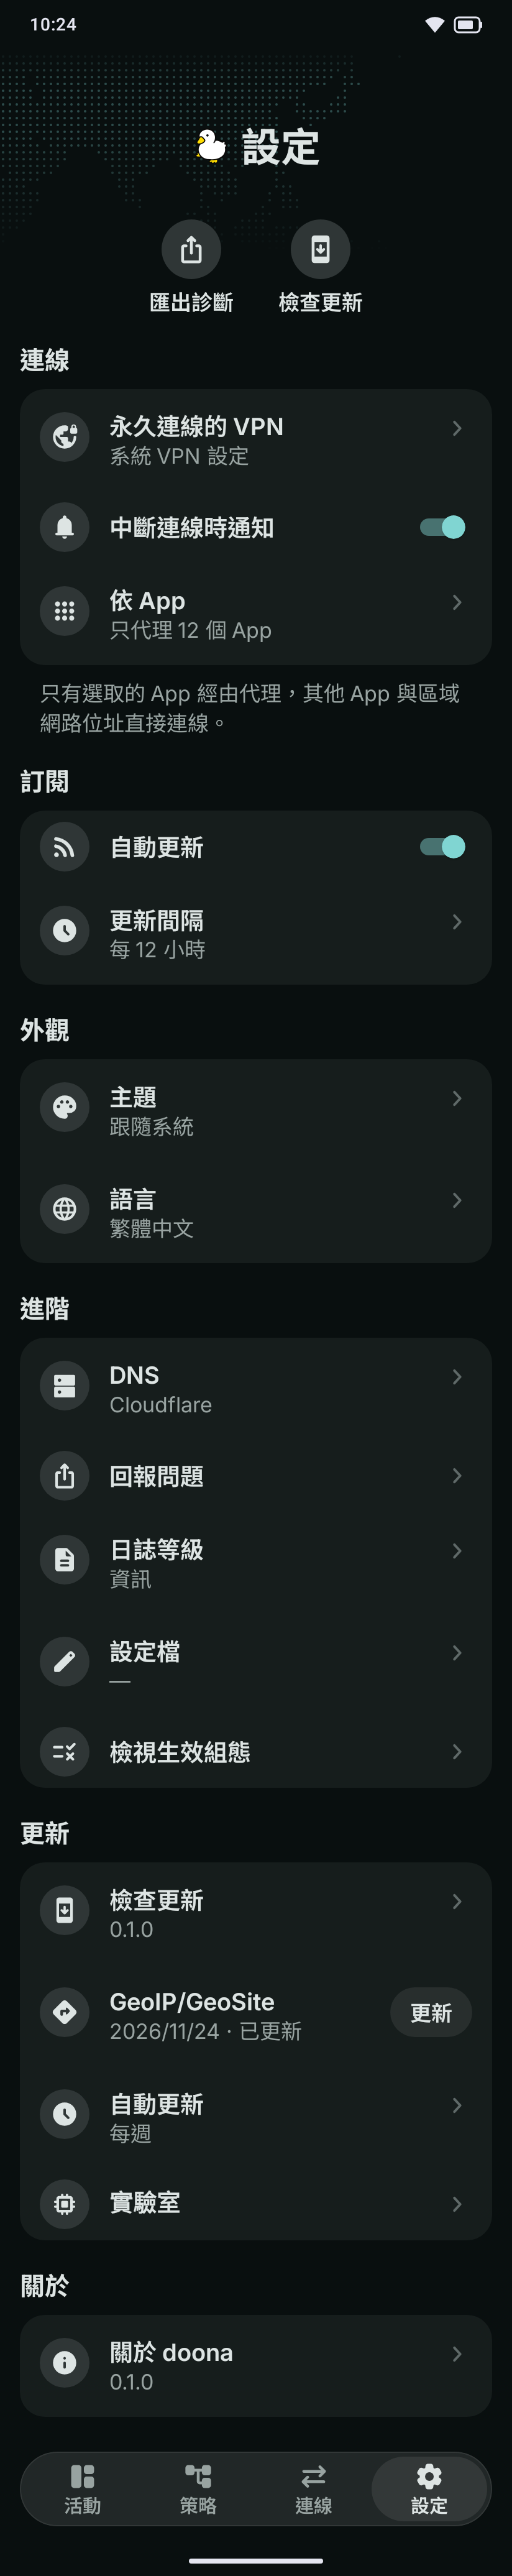 10:24
設定
匯出診斷
檢查更新
連線
永久連線的 VPN
系統 VPN 設定
中斷連線時通知
依 App
只代理 12 個 App
只有選取的 App 經由代理，其他 App 與區域
網路位址直接連線。
訂閱
自動更新
更新間隔
每 12 小時
外觀
主題
跟隨系統
語言
繁體中文
進階
DNS
Cloudflare
回報問題
日誌等級
資訊
設定檔
—
檢視生效組態
更新
檢查更新
0.1.0
GeoIP/GeoSite
2026/11/24 · 已更新
更新
自動更新
每週
實驗室
關於
關於 doona
0.1.0
活動
策略
連線
設定